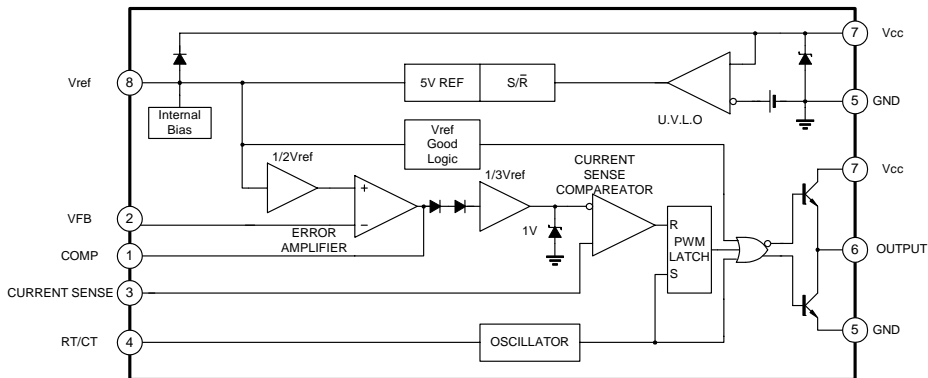 7 Vcc
Vref 8
5V REF S/R̅
Internal
Bias
U.V.L.O
5 GND
Vref
Good
Logic
1/2Vref
1/3Vref
CURRENT
SENSE
COMPAREATOR
7 Vcc
+
−
VFB 2
ERROR
AMPLIFIER
1V
R
PWM
LATCH
S
6 OUTPUT
COMP 1
CURRENT SENSE 3
RT/CT 4
OSCILLATOR
5 GND